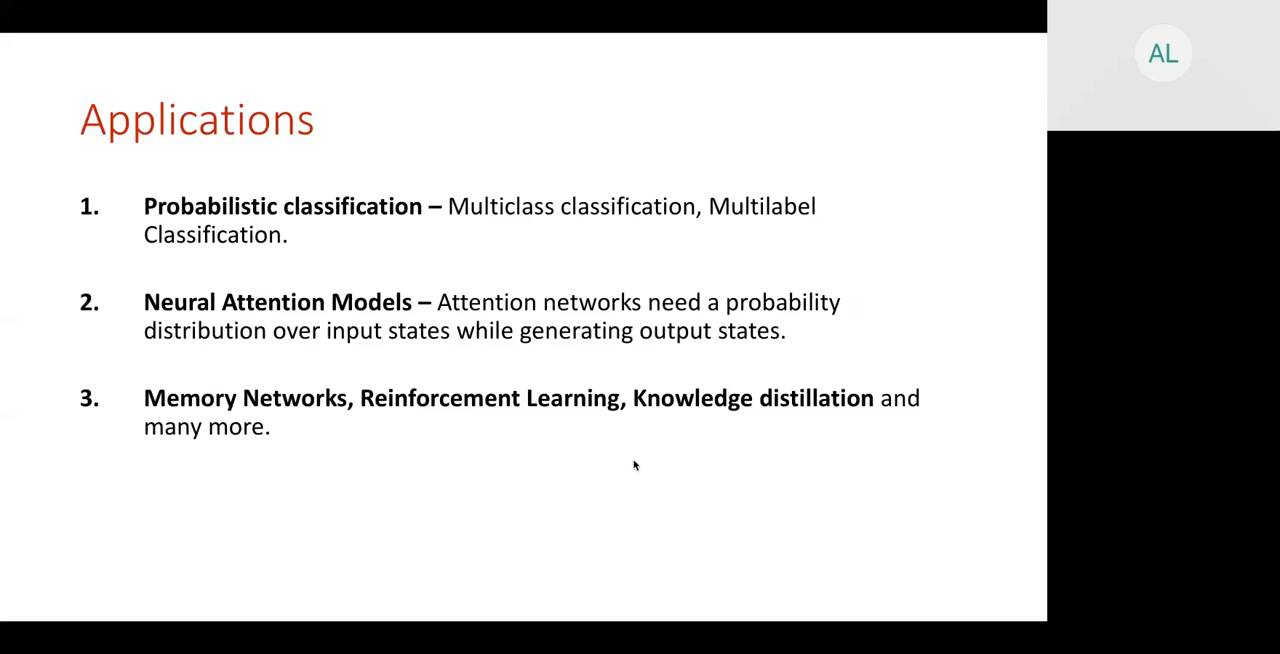 AL
Applications
1. Probabilistic classification – Multiclass classification, Multilabel
Classification.
2. Neural Attention Models – Attention networks need a probability
distribution over input states while generating output states.
3. Memory Networks, Reinforcement Learning, Knowledge distillation and
many more.